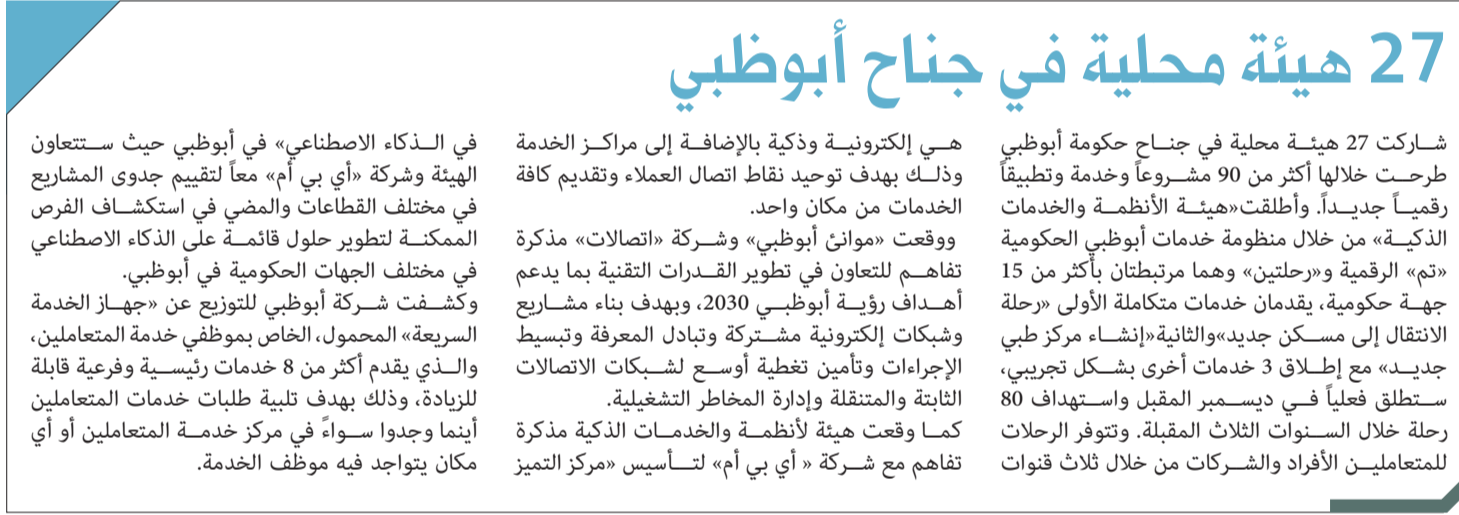 27 هيئة محلية في جناح أبوظبي
شاركت 27 هيئة محلية في جناح حكومة أبوظبي
طرحت خلالها أكثر من 90 مشروعاً وخدمة وتطبيقاً
رقمياً جديداً. وأطلقت«هيئة الأنظمة والخدمات
الذكية» من خلال منظومة خدمات أبوظبي الحكومية
«تم» الرقمية و«رحلتين» وهما مرتبطتان بأكثر من 15
جهة حكومية، يقدمان خدمات متكاملة الأولى «رحلة
الانتقال إلى مسكن جديد»والثانية«إنشاء مركز طبي
جديد» مع إطلاق 3 خدمات أخرى بشكل تجريبي،
ستطلق فعلياً في ديسمبر المقبل واستهداف 80
رحلة خلال السنوات الثلاث المقبلة. وتتوفر الرحلات
للمتعاملين الأفراد والشركات من خلال ثلاث قنوات
هي إلكترونية وذكية بالإضافة إلى مراكز الخدمة
وذلك بهدف توحيد نقاط اتصال العملاء وتقديم كافة
الخدمات من مكان واحد.
ووقعت «موانئ أبوظبي» وشركة «اتصالات» مذكرة
تفاهم للتعاون في تطوير القدرات التقنية بما يدعم
أهداف رؤية أبوظبي 2030، وبهدف بناء مشاريع
وشبكات إلكترونية مشتركة وتبادل المعرفة وتبسيط
الإجراءات وتأمين تغطية أوسع لشبكات الاتصالات
الثابتة والمتنقلة وإدارة المخاطر التشغيلية.
كما وقعت هيئة لأنظمة والخدمات الذكية مذكرة
تفاهم مع شركة « أي بي أم» لتأسيس «مركز التميز
في الذكاء الاصطناعي» في أبوظبي حيث ستتعاون
الهيئة وشركة «أي بي أم» معاً لتقييم جدوى المشاريع
في مختلف القطاعات والمضي في استكشاف الفرص
الممكنة لتطوير حلول قائمة على الذكاء الاصطناعي
في مختلف الجهات الحكومية في أبوظبي.
وكشفت شركة أبوظبي للتوزيع عن «جهاز الخدمة
السريعة» المحمول، الخاص بموظفي خدمة المتعاملين،
والذي يقدم أكثر من 8 خدمات رئيسية وفرعية قابلة
للزيادة، وذلك بهدف تلبية طلبات خدمات المتعاملين
أينما وجدوا سواءً في مركز خدمة المتعاملين أو أي
مكان يتواجد فيه موظف الخدمة.